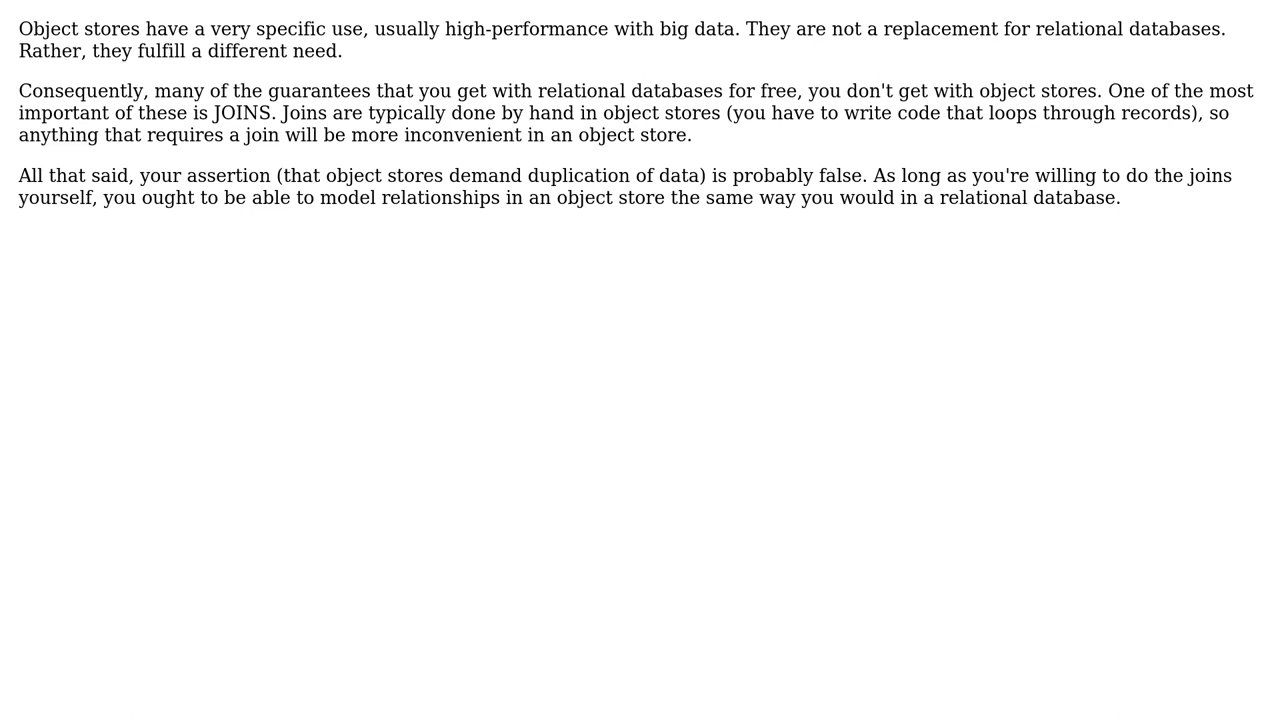 Object stores have a very specific use, usually high-performance with big data. They are not a replacement for relational databases.
Rather, they fulfill a different need.
Consequently, many of the guarantees that you get with relational databases for free, you don't get with object stores. One of the most
important of these is JOINS. Joins are typically done by hand in object stores (you have to write code that loops through records), so
anything that requires a join will be more inconvenient in an object store.
All that said, your assertion (that object stores demand duplication of data) is probably false. As long as you're willing to do the joins
yourself, you ought to be able to model relationships in an object store the same way you would in a relational database.